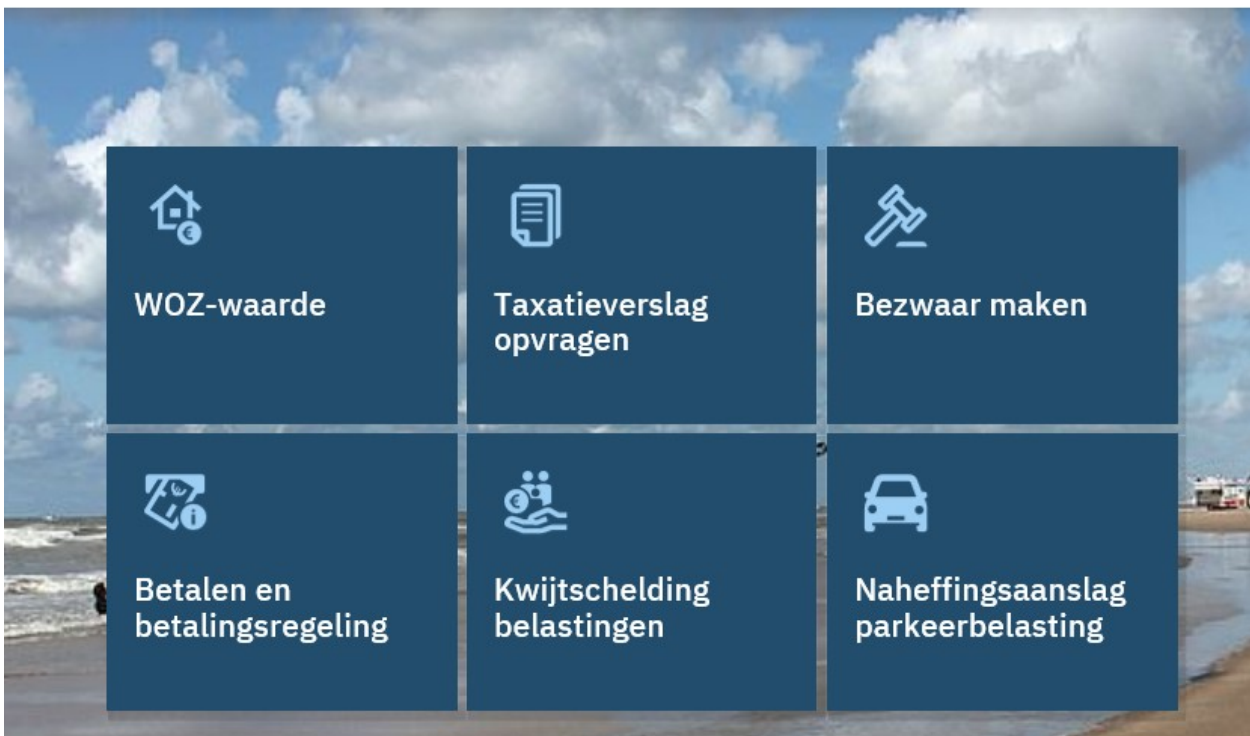 WOZ-waarde
Taxatieverslag
opvragen
Bezwaar maken
Betalen en
betalingsregeling
Kwijtschelding
belastingen
Naheffingsaanslag
parkeerbelasting